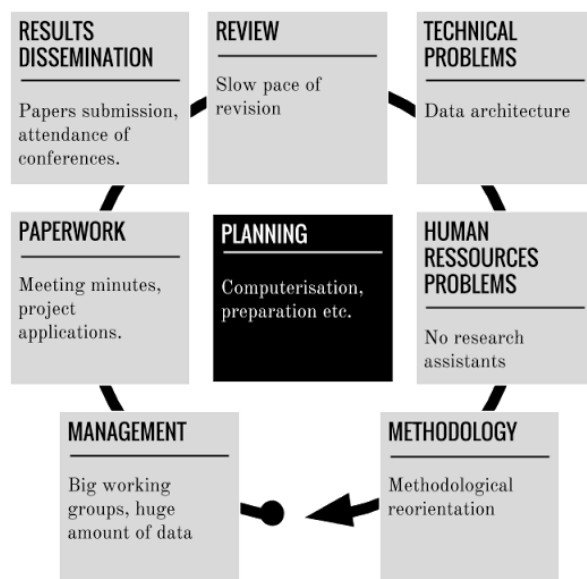 RESULTS
DISSEMINATION
Papers submission,
attendance of
conferences.
REVIEW
Slow pace of
revision
TECHNICAL
PROBLEMS
Data architecture
PAPERWORK
Meeting minutes,
project
applications.
PLANNING
Computerisation,
preparation etc.
HUMAN
RESSOURCES
PROBLEMS
No research
assistants
MANAGEMENT
Big working
groups, huge
amount of data
METHODOLOGY
Methodological
reorientation